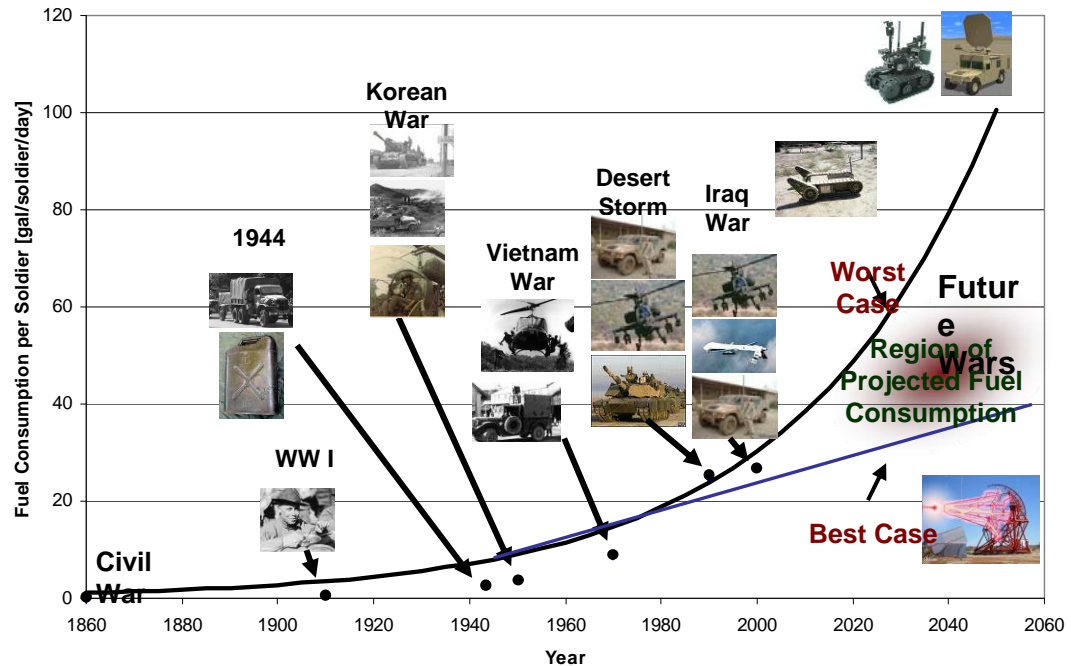 120
100
80
60
40
20
0
Fuel Consumption per Soldier [gal/soldier/day]
1860
1880
1900
1920
1940
1960
1980
2000
2020
2040
2060
Year
Civil
War
WW I
1944
Korean
War
Vietnam
War
Desert
Storm
Iraq
War
Worst
Case
Futur
e
Wars
Region of
Projected Fuel
Consumption
Best Case